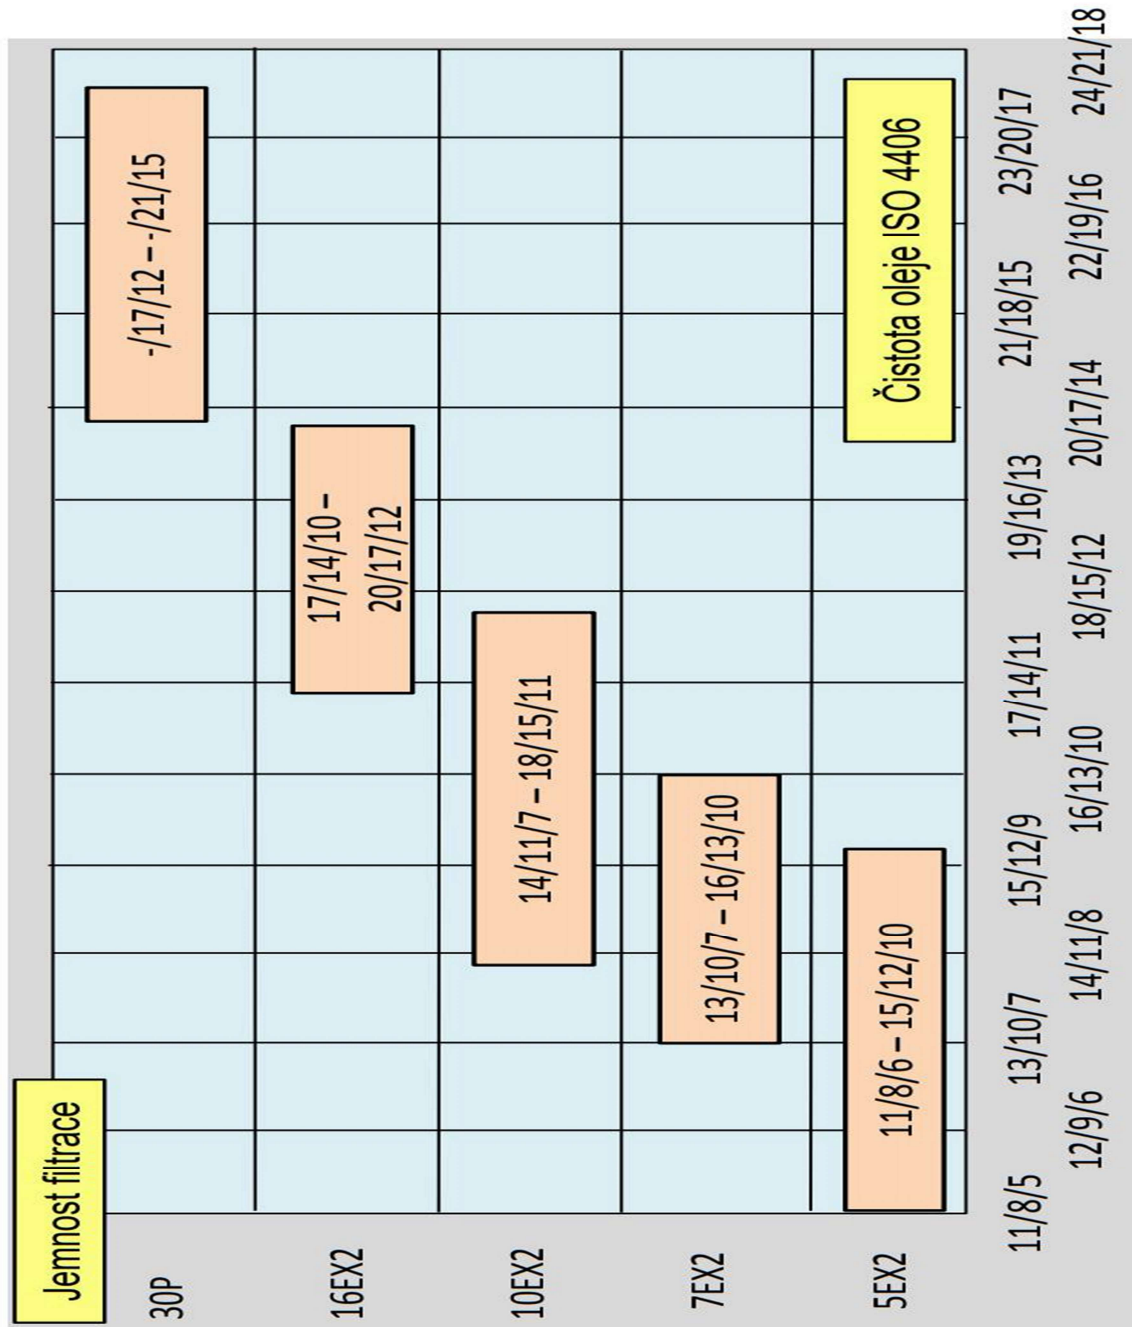 Jemnost filtrace
30P
-/17/12 – -/21/15
16EX2
17/14/10 –
20/17/12
10EX2
14/11/7 – 18/15/11
7EX2
13/10/7 – 16/13/10
5EX2
11/8/6 – 15/12/10
Čistota oleje ISO 4406
11/8/5
13/10/7
15/12/9
17/14/11
19/16/13
21/18/15
23/20/17
12/9/6
14/11/8
16/13/10
18/15/12
20/17/14
22/19/16
24/21/18